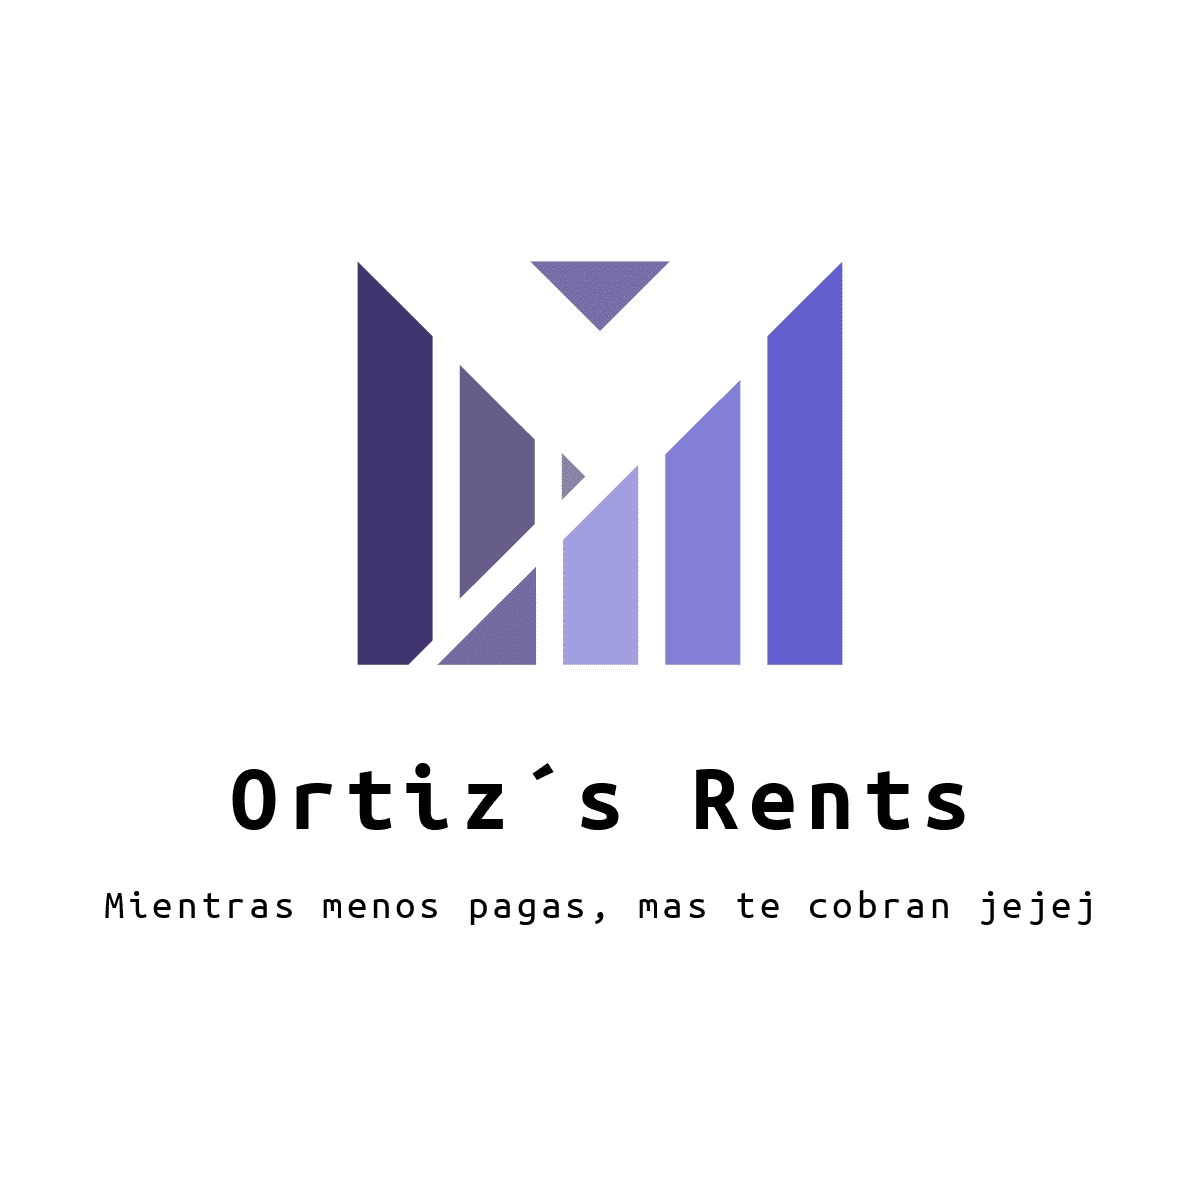 Ortiz´s Rents
Mientras menos pagas, mas te cobran jejej